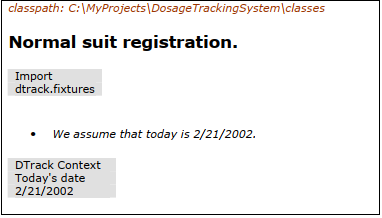 classpath: C:\MyProjects\DosageTrackingSystem\classes
Normal suit registration.
Import
dtrack.fixtures
• We assume that today is 2/21/2002.
DTrack Context
Today's date
2/21/2002